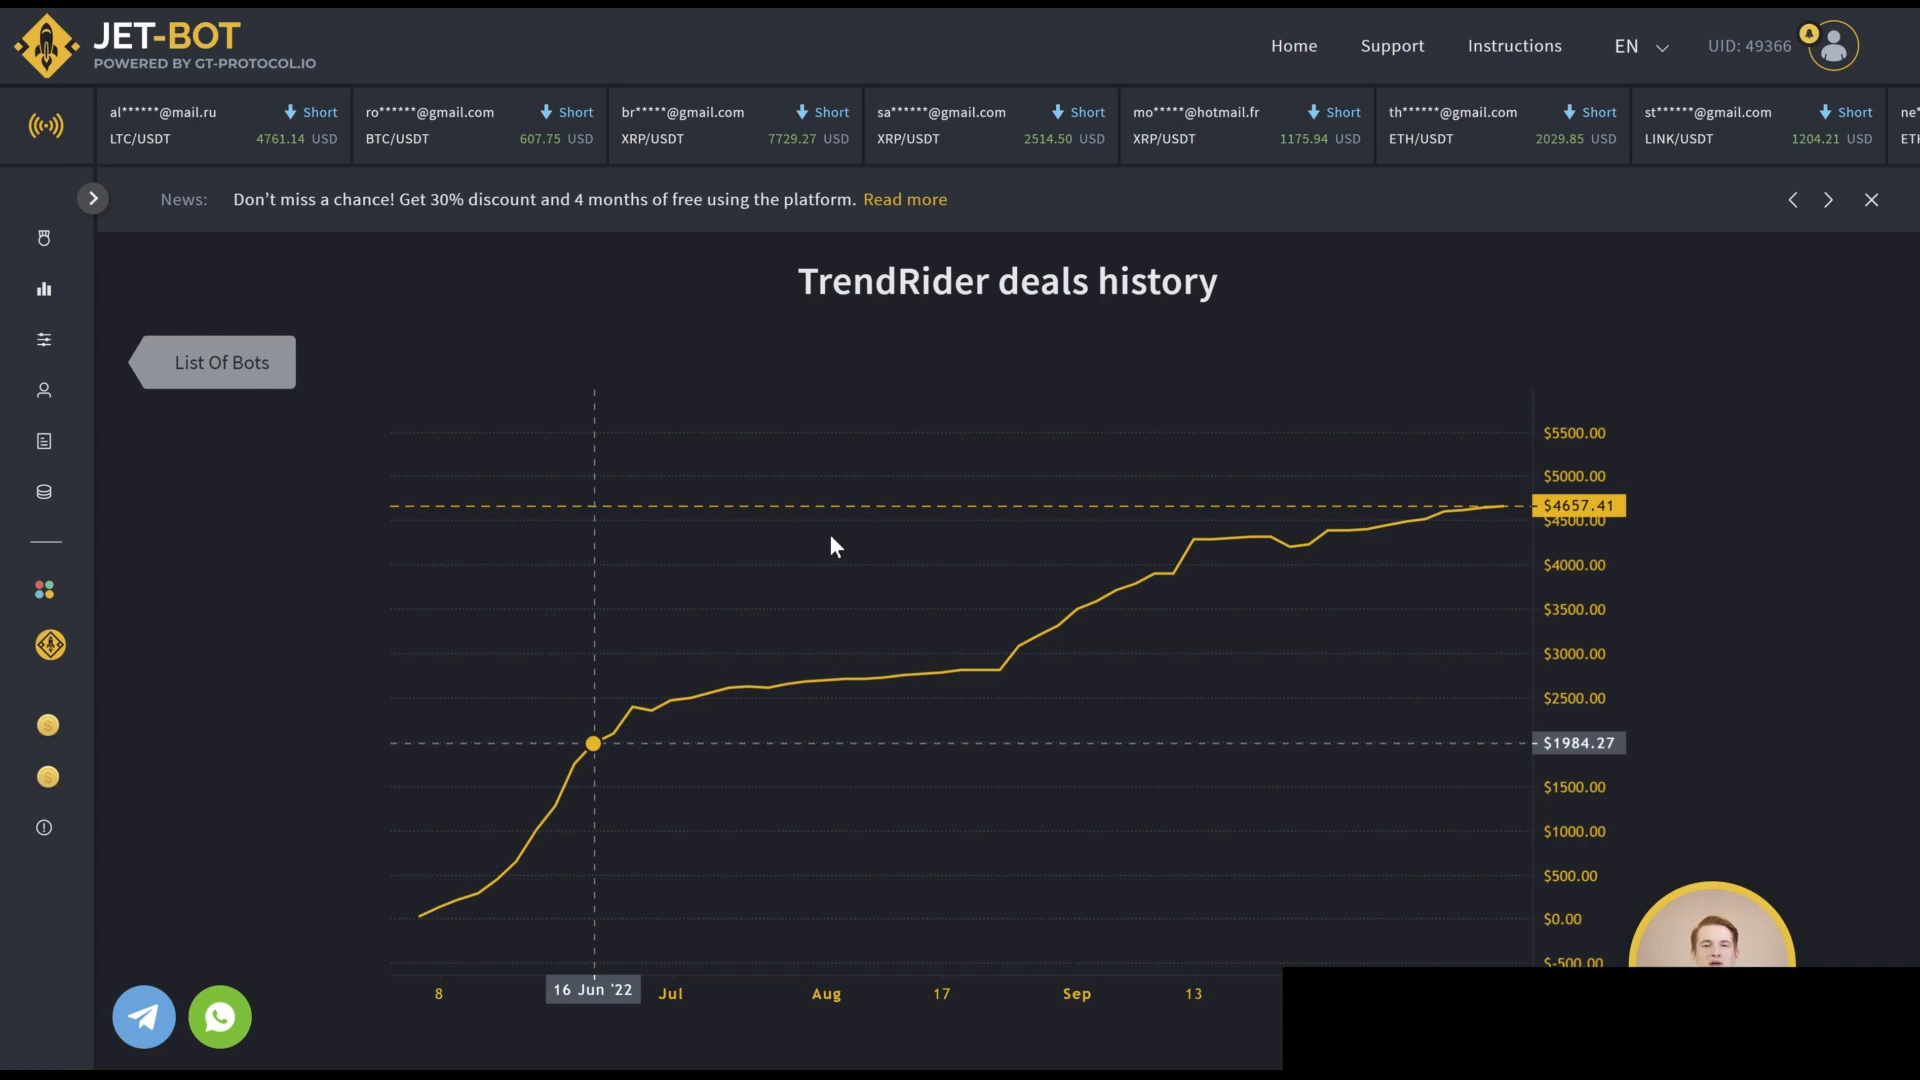 JET-BOT
POWERED BY GT-PROTOCOL.IO
Home Support Instructions EN UID: 49366
al******@mail.ru Short
LTC/USDT 4761.14 USD
ro******@gmail.com Short
BTC/USDT 607.75 USD
br*****@gmail.com Short
XRP/USDT 7729.27 USD
sa******@gmail.com Short
XRP/USDT 2514.50 USD
mo*****@hotmail.fr Short
XRP/USDT 1175.94 USD
th******@gmail.com Short
ETH/USDT 2029.85 USD
st******@gmail.com Short
LINK/USDT 1204.21 USD
ne*
News: Don’t miss a chance! Get 30% discount and 4 months of free using the platform. Read more
TrendRider deals history
List Of Bots
$5500.00
$5000.00
$4657.41
$4500.00
$4000.00
$3500.00
$3000.00
$2500.00
$1984.27
$1500.00
$1000.00
$500.00
$0.00
$-500.00
8 16 Jun '22 Jul Aug 17 Sep 13